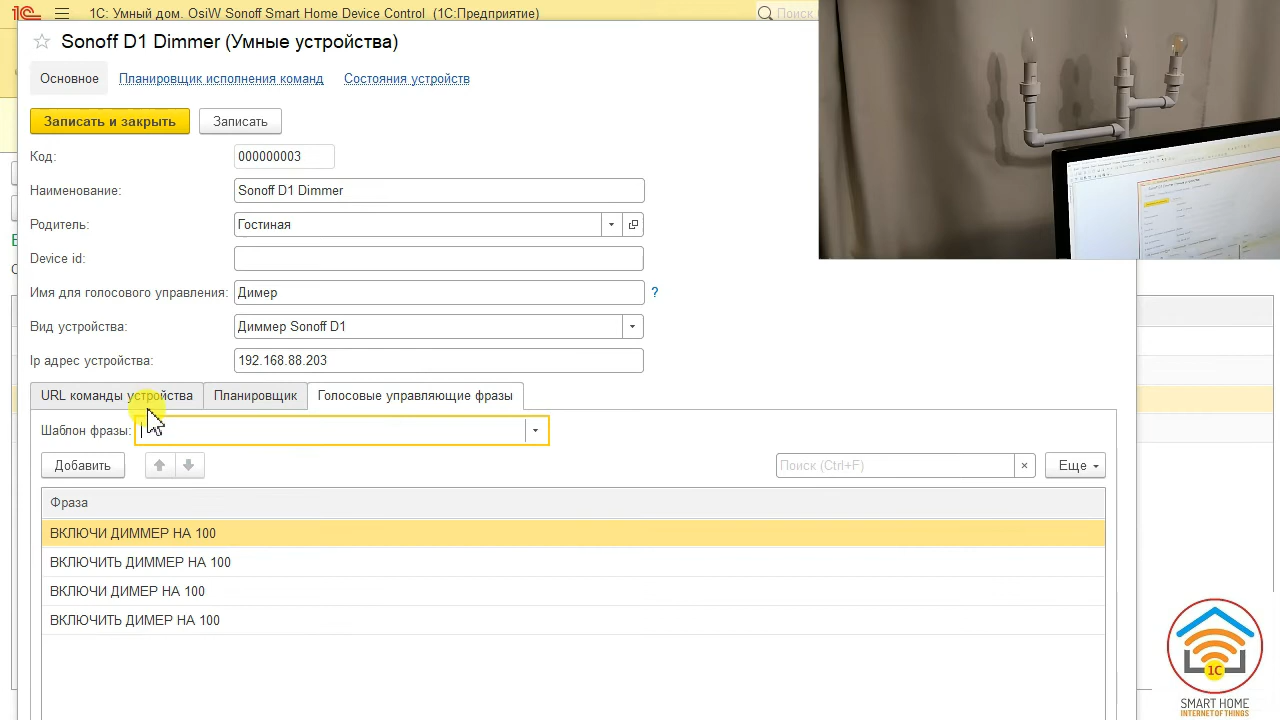 1С: Умный дом. OsiW Sonoff Smart Home Device Control (1С:Предприятие)
Поиск
Sonoff D1 Dimmer (Умные устройства)
Основное
Планировщик исполнения команд
Состояния устройств
Записать и закрыть
Записать
Код: 000000003
Наименование: Sonoff D1 Dimmer
Родитель: Гостиная
Device id:
Имя для голосового управления: Димер ?
Вид устройства: Диммер Sonoff D1
Ip адрес устройства: 192.168.88.203
URL команды устройства
Планировщик
Голосовые управляющие фразы
Шаблон фразы:
Добавить
Поиск (Ctrl+F)
×
Еще
Фраза
ВКЛЮЧИ ДИММЕР НА 100
ВКЛЮЧИТЬ ДИММЕР НА 100
ВКЛЮЧИ ДИМЕР НА 100
ВКЛЮЧИТЬ ДИМЕР НА 100
1С
SMART HOME
INTERNET OF THINGS